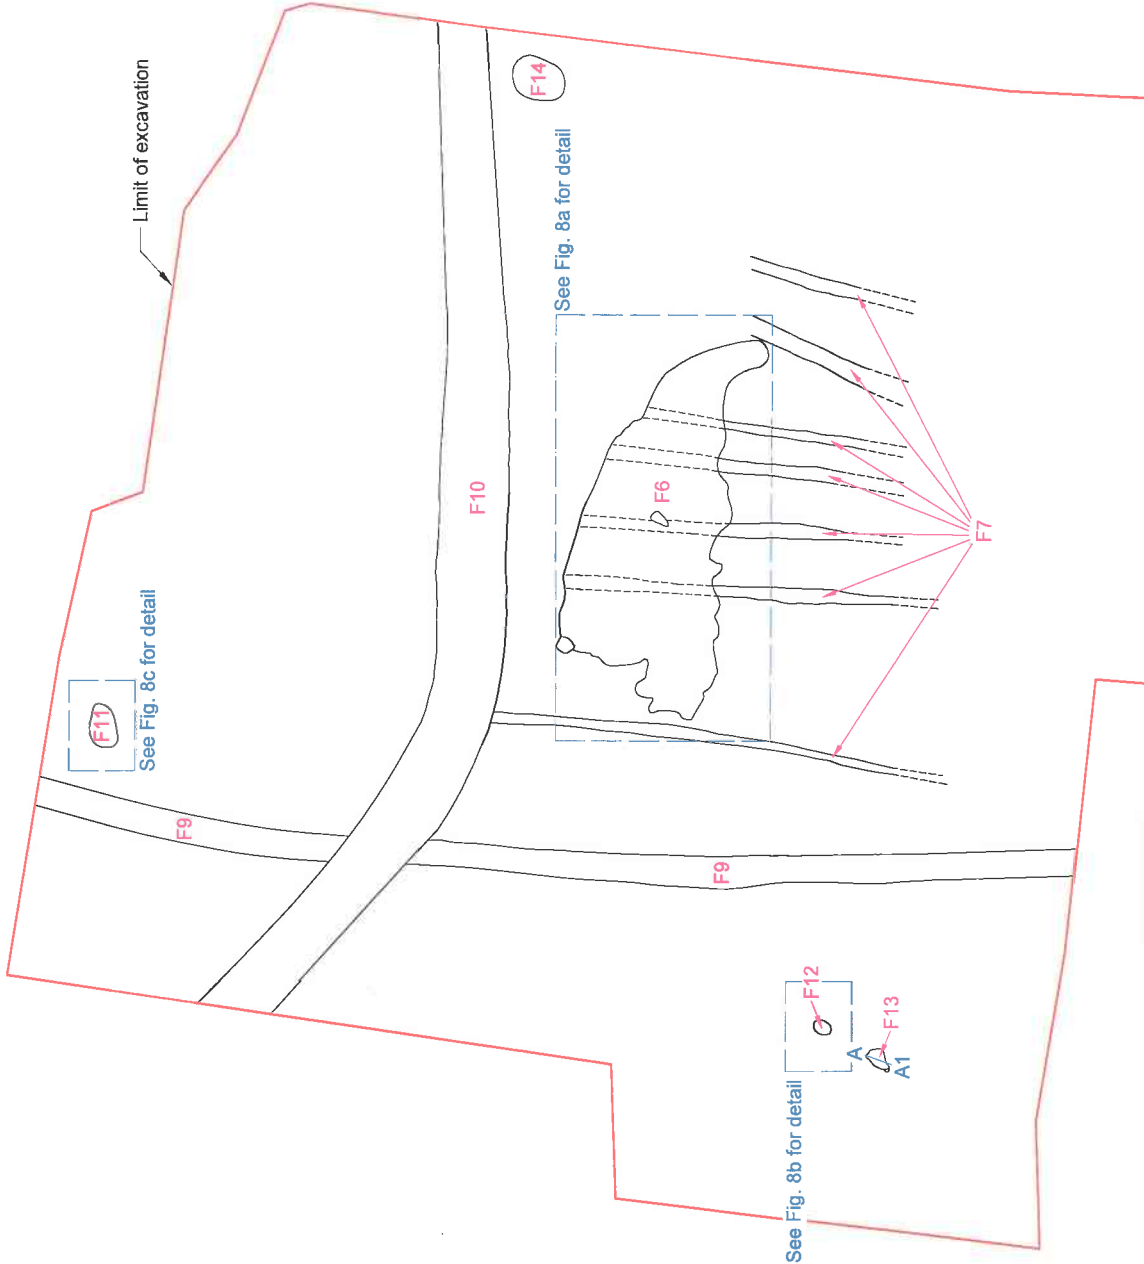 Limit of excavation
F14
See Fig. 8a for detail
F10
F6
F7
F11
See Fig. 8c for detail
F9
F9
F12
F13
A
A1
See Fig. 8b for detail